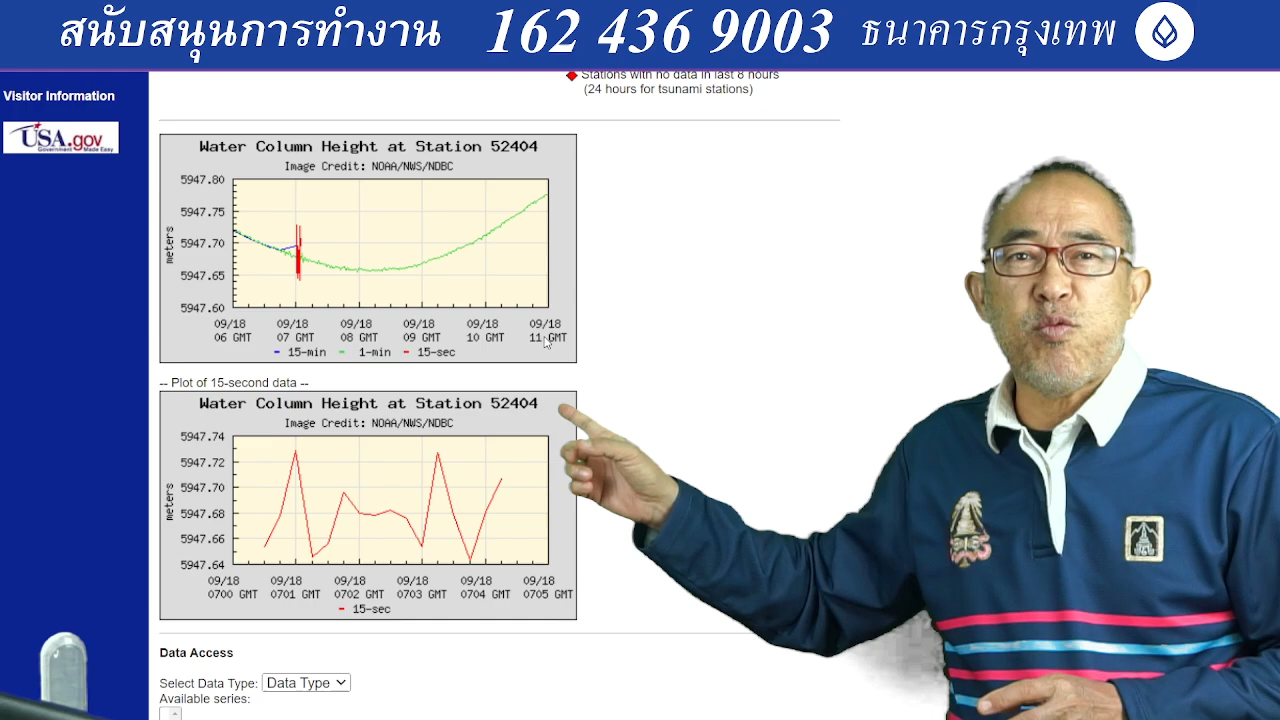 สนับสนุนการทำงาน 162 436 9003 ธนาคารกรุงเทพ
Stations with no data in last 8 hours
(24 hours for tsunami stations)
Visitor Information
USA.gov
Government Made Easy
Water Column Height at Station 52404
Image Credit: NOAA/NWS/NDBC
5947.80
5947.75
5947.70
5947.65
5947.60
meters
09/18 09/18 09/18 09/18 09/18 09/18
06 GMT 07 GMT 08 GMT 09 GMT 10 GMT 11 GMT
15-min 1-min 15-sec
-- Plot of 15-second data --
Water Column Height at Station 52404
Image Credit: NOAA/NWS/NDBC
5947.74
5947.72
5947.70
5947.68
5947.66
5947.64
meters
09/18 09/18 09/18 09/18 09/18 09/18
0700 GMT 0701 GMT 0702 GMT 0703 GMT 0704 GMT 0705 GMT
15-sec
Data Access
Select Data Type: Data Type
Available series: